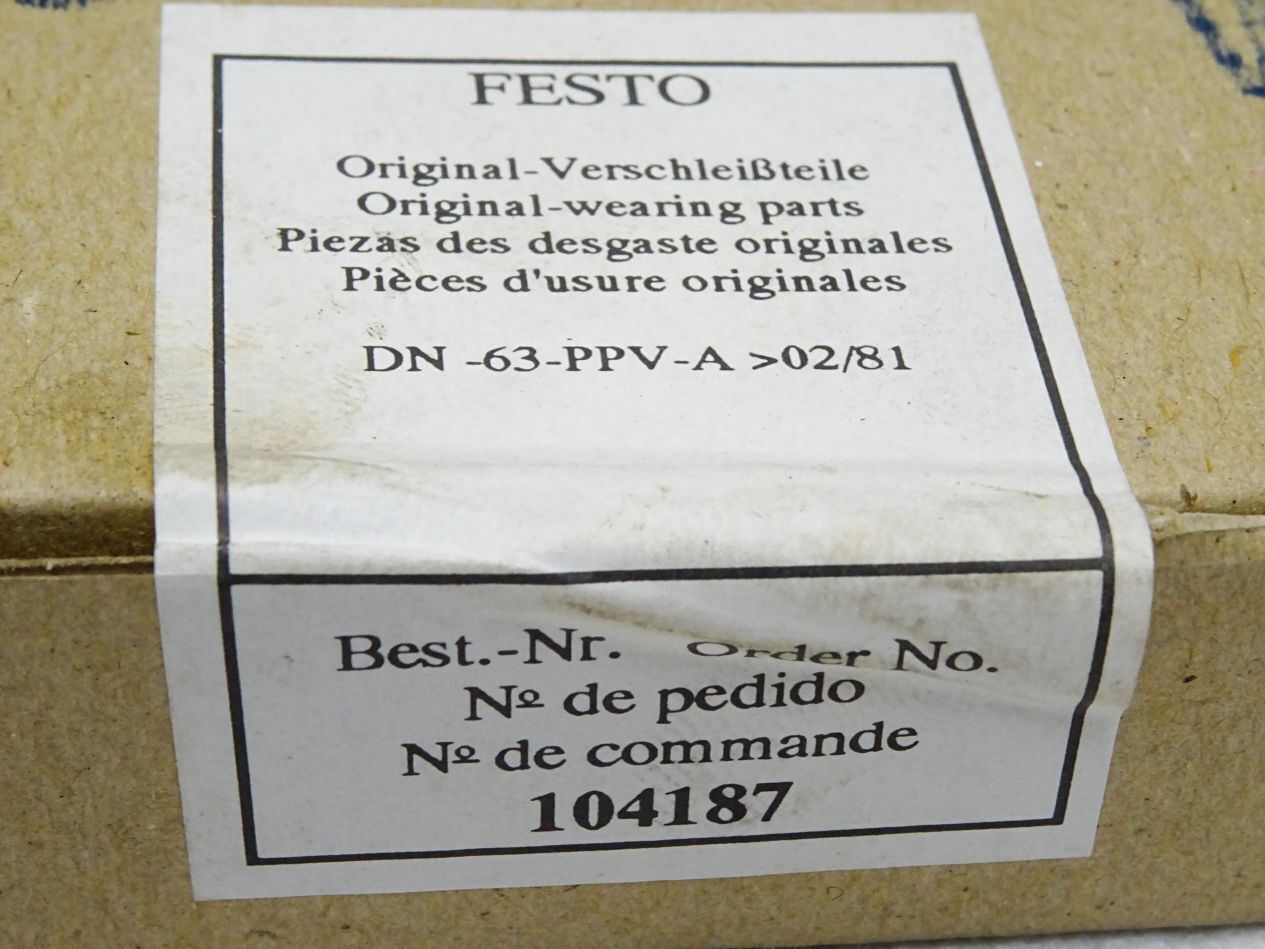 FESTO
Original-Verschleißteile
Original-wearing parts
Piezas des desgaste originales
Pièces d'usure originales
DN -63-PPV-A >02/81
Best.-Nr. Order No.
Nº de pedido
Nº de commande
104187